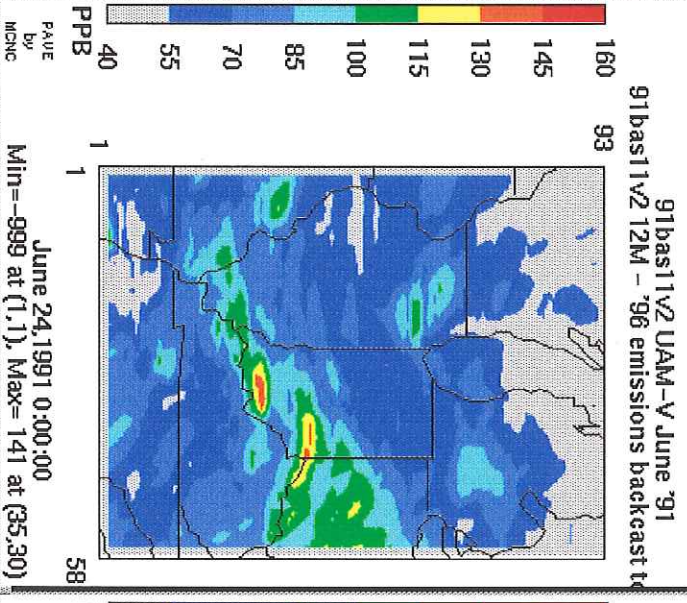 91bas11v2 UAM-V June '91
91bas11v2 12M - '96 emissions backcast to
160
145
130
115
100
85
70
55
40
PPB
PAVE
by
MCNC
93
1
1
58
June 24,1991 0:00:00
Min=-999 at (1,1), Max= 141 at (35,30)